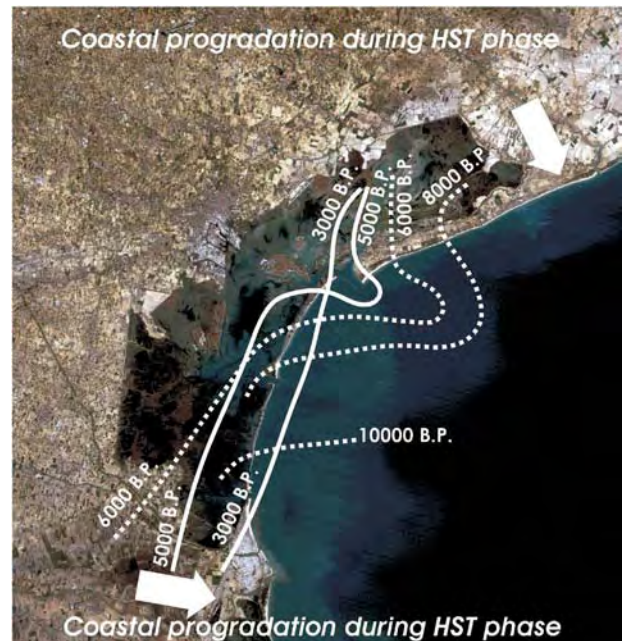 Coastal progradation during HST phase
3000 B.P.
5000 B.P.
6000 B.P.
8000 B.P.
10000 B.P.
6000 B.P.
5000 B.P.
3000 B.P.
Coastal progradation during HST phase